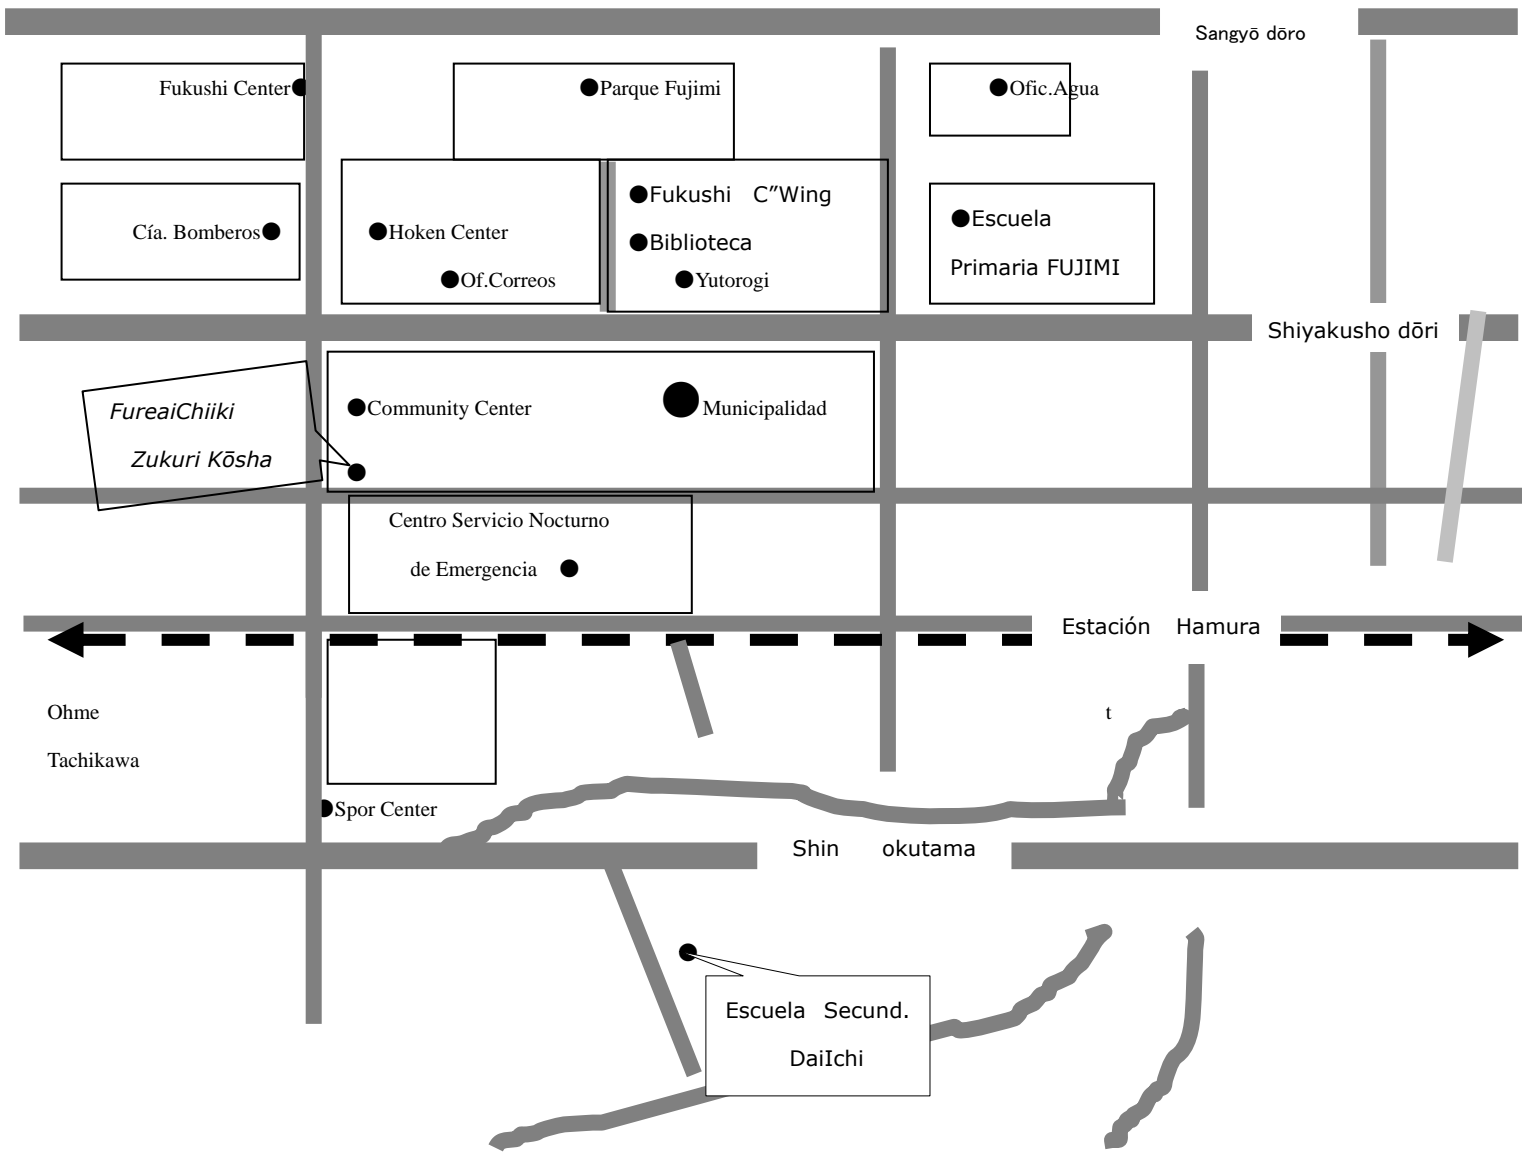 Sangyō dōro
Fukushi Center
Parque Fujimi
Ofic.Agua
Fukushi C”Wing
Escuela
Cía. Bomberos
Hoken Center
Biblioteca
Primaria FUJIMI
Of.Correos
Yutorogi
Shiyakusho dōri
FureaiChiiki
Zukuri Kōsha
Community Center
Municipalidad
Centro Servicio Nocturno
de Emergencia
Estación Hamura
Ohme
t
Tachikawa
Spor Center
Shin okutama
Escuela Secund.
DaiIchi